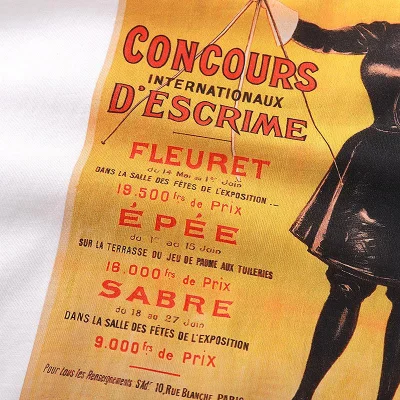 CONCOURS
INTERNATIONAUX
D'ESCRIME
FLEURET
du 14 Mai au 1er Juin
DANS LA SALLE DES FÊTES DE L'EXPOSITION :—
18.500 frs de Prix
ÉPÉE
du 1er au 15 Juin
SUR LA TERRASSE DU JEU DE PAUME AUX TUILERIES
16.000 frs de Prix
SABRE
du 18 au 27 Juin
DANS LA SALLE DES FÊTES DE L'EXPOSITION
9.000 frs de Prix
Pour tous les Renseignements S'Adr 10, RUE BLANCHE, PARIS